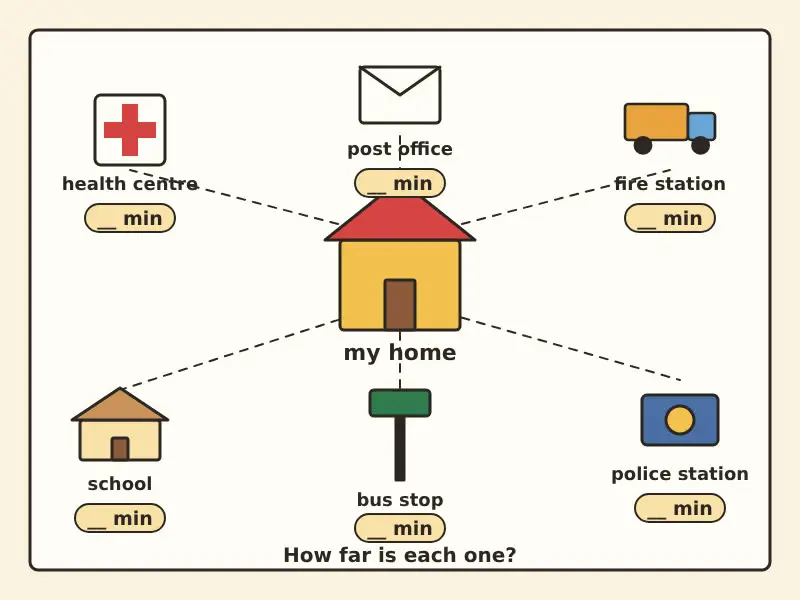 post office
__ min
health centre
__ min
fire station
__ min
my home
school
__ min
bus stop
__ min
police station
__ min
How far is each one?